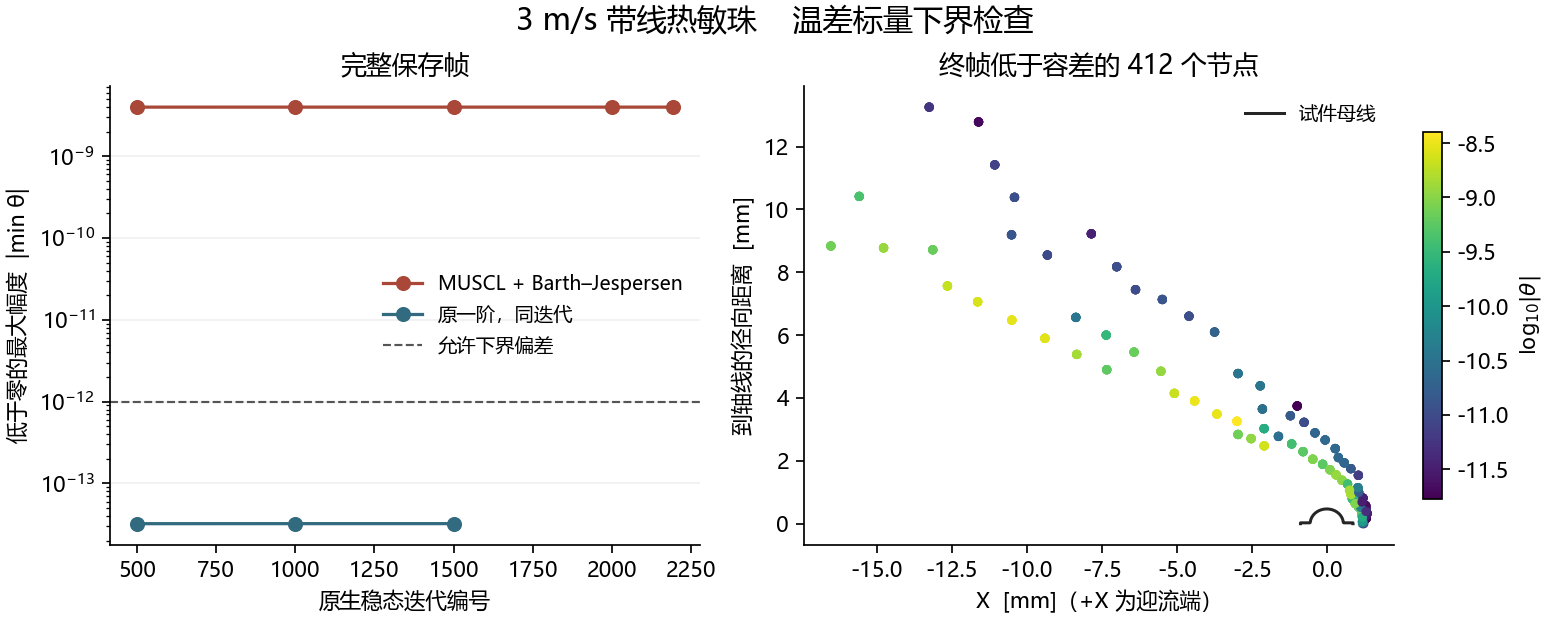 3 m/s 带线热敏珠 温差标量下界检查
完整保存帧
低于零的最大幅度 |min θ|
10⁻⁹
10⁻¹⁰
10⁻¹¹
10⁻¹²
10⁻¹³
MUSCL + Barth–Jespersen
原一阶，同迭代
允许下界偏差
500 750 1000 1250 1500 1750 2000 2250
原生稳态迭代编号
终帧低于容差的 412 个节点
到轴线的径向距离 [mm]
12
10
8
6
4
2
0
试件母线
-15.0 -12.5 -10.0 -7.5 -5.0 -2.5 0.0
X [mm]（+X 为迎流端）
-8.5
-9.0
-9.5
-10.0
-10.5
-11.0
-11.5
log₁₀|θ|